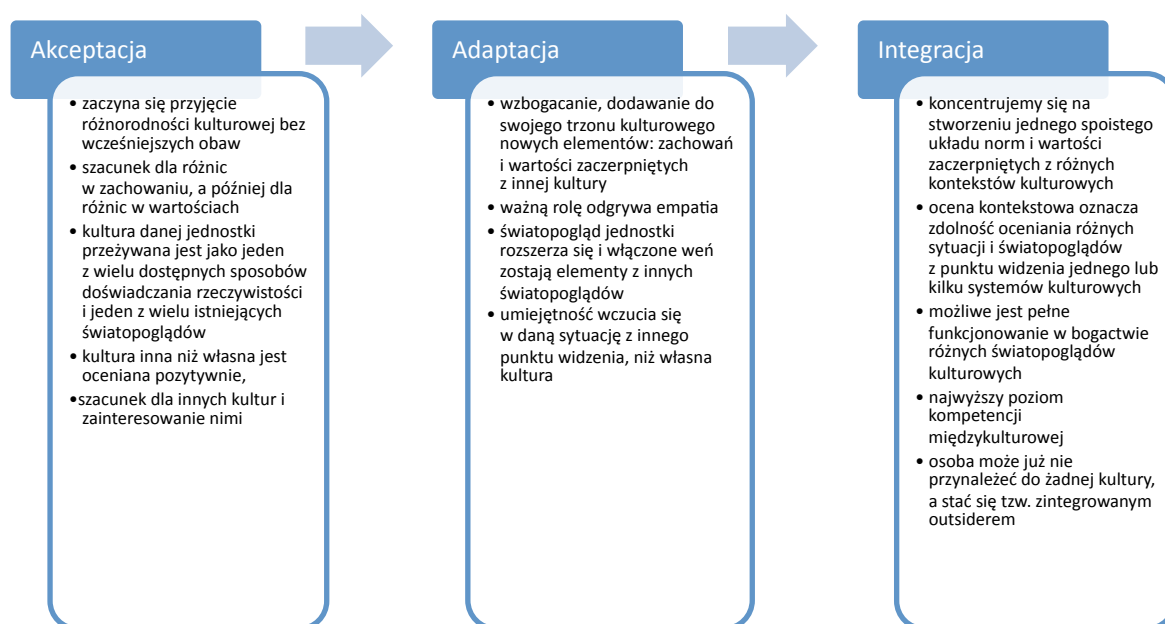 Akceptacja
• zaczyna się przyjęcie
różnorodności kulturowej bez
wcześniejszych obaw
• szacunek dla różnic
w zachowaniu, a później dla
różnic w wartościach
• kultura danej jednostki
przeżywana jest jako jeden
z wielu dostępnych sposobów
doświadczania rzeczywistości
i jeden z wielu istniejących
światopoglądów
• kultura inna niż własna jest
oceniana pozytywnie,
•szacunek dla innych kultur i
zainteresowanie nimi
Adaptacja
• wzbogacanie, dodawanie do
swojego trzonu kulturowego
nowych elementów: zachowań
i wartości zaczerpniętych
z innej kultury
• ważną rolę odgrywa empatia
• światopogląd jednostki
rozszerza się i włączone weń
zostają elementy z innych
światopoglądów
• umiejętność wczucia się
w daną sytuację z innego
punktu widzenia, niż własna
kultura
Integracja
• koncentrujemy się na
stworzeniu jednego spoistego
układu norm i wartości
zaczerpniętych z różnych
kontekstów kulturowych
• ocena kontekstowa oznacza
zdolność oceniania różnych
sytuacji i światopoglądów
z punktu widzenia jednego lub
kilku systemów kulturowych
• możliwe jest pełne
funkcjonowanie w bogactwie
różnych światopoglądów
kulturowych
• najwyższy poziom
kompetencji
międzykulturowej
• osoba może już nie
przynależeć do żadnej kultury,
a stać się tzw. zintegrowanym
outsiderem